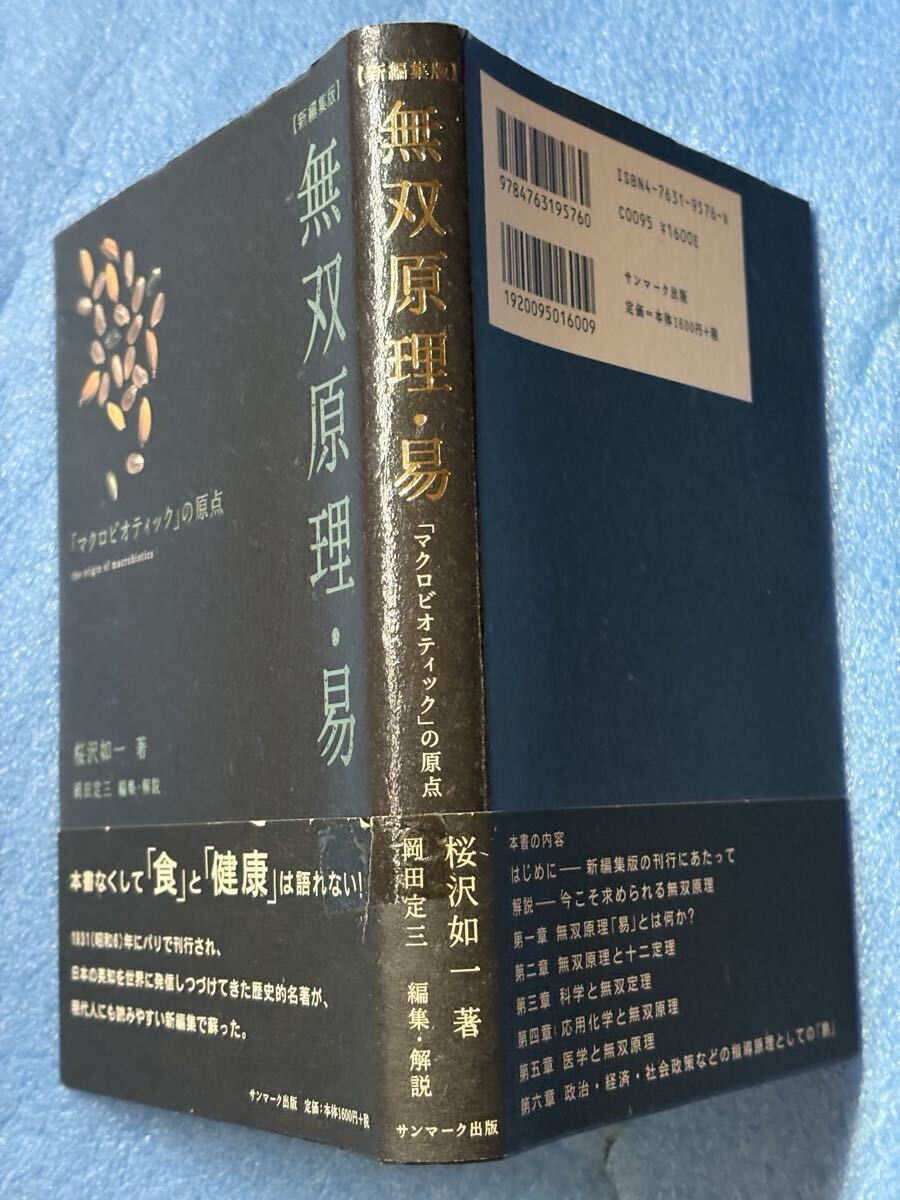 【新編集版】
無双原理・易
「マクロビオティック」の原点
the origin of macrobiotics
桜沢如一 著
岡田定三 編集・解説
本書なくして「食」と「健康」は語れない!
1931(昭和6)年にパリで刊行され、
日本の英知を世界に発信しつづけてきた歴史的名著が、
現代人にも読みやすい新編集で蘇った。
サンマーク出版 定価:本体1600円+税
【新編集版】
無双原理・易
「マクロビオティック」の原点
桜沢如一 著
岡田定三 編集・解説
サンマーク出版
9784763195760
ISBN4-7631-9576-X
C0095 ¥1600E
1920095016009
サンマーク出版
定価=本体1600円+税
本書の内容
はじめに——新編集版の刊行にあたって
解説——今こそ求められる無双原理
第一章 無双原理「易」とは何か?
第二章 無双原理と十二定理
第三章 科学と無双定理
第四章 応用化学と無双原理
第五章 医学と無双原理
第六章 政治・経済・社会政策などの指導原理としての「易」